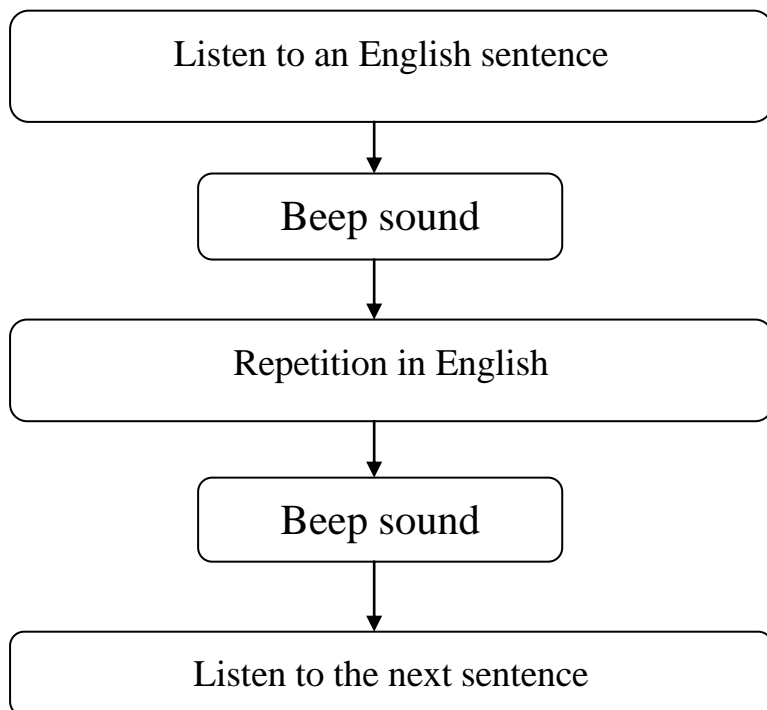 Listen to an English sentence
Beep sound
Repetition in English
Beep sound
Listen to the next sentence